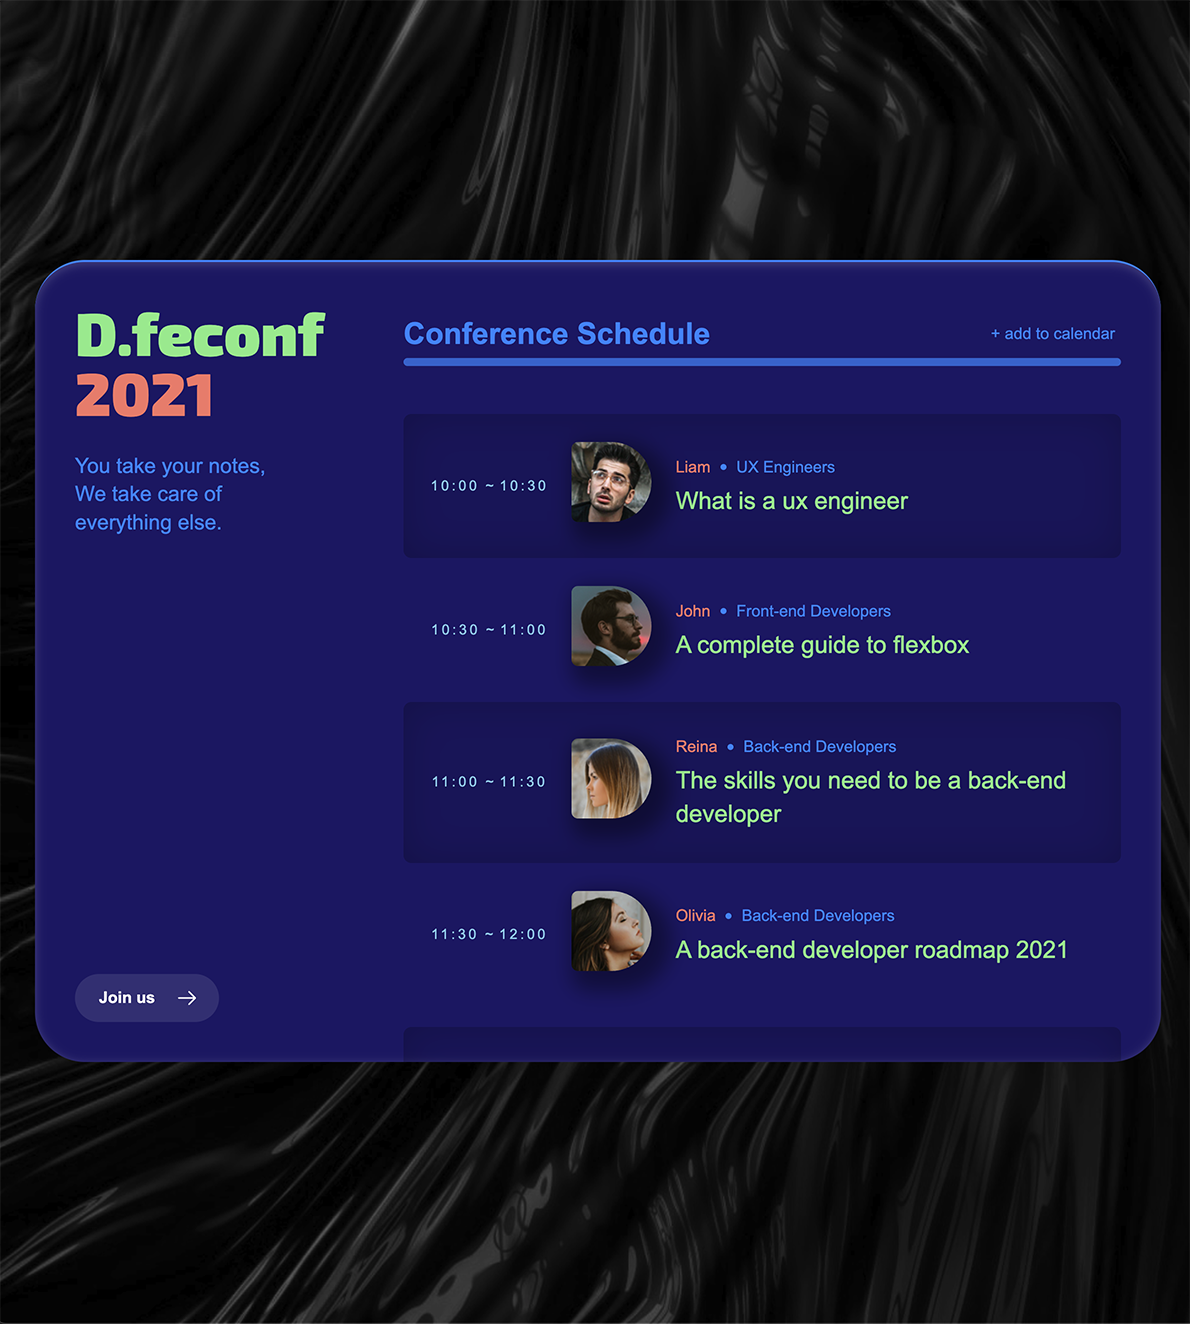 D.feconf
2021
You take your notes,
We take care of
everything else.
Join us
Conference Schedule
+ add to calendar
10:00 ~ 10:30
Liam • UX Engineers
What is a ux engineer
10:30 ~ 11:00
John • Front-end Developers
A complete guide to flexbox
11:00 ~ 11:30
Reina • Back-end Developers
The skills you need to be a back-end
developer
11:30 ~ 12:00
Olivia • Back-end Developers
A back-end developer roadmap 2021